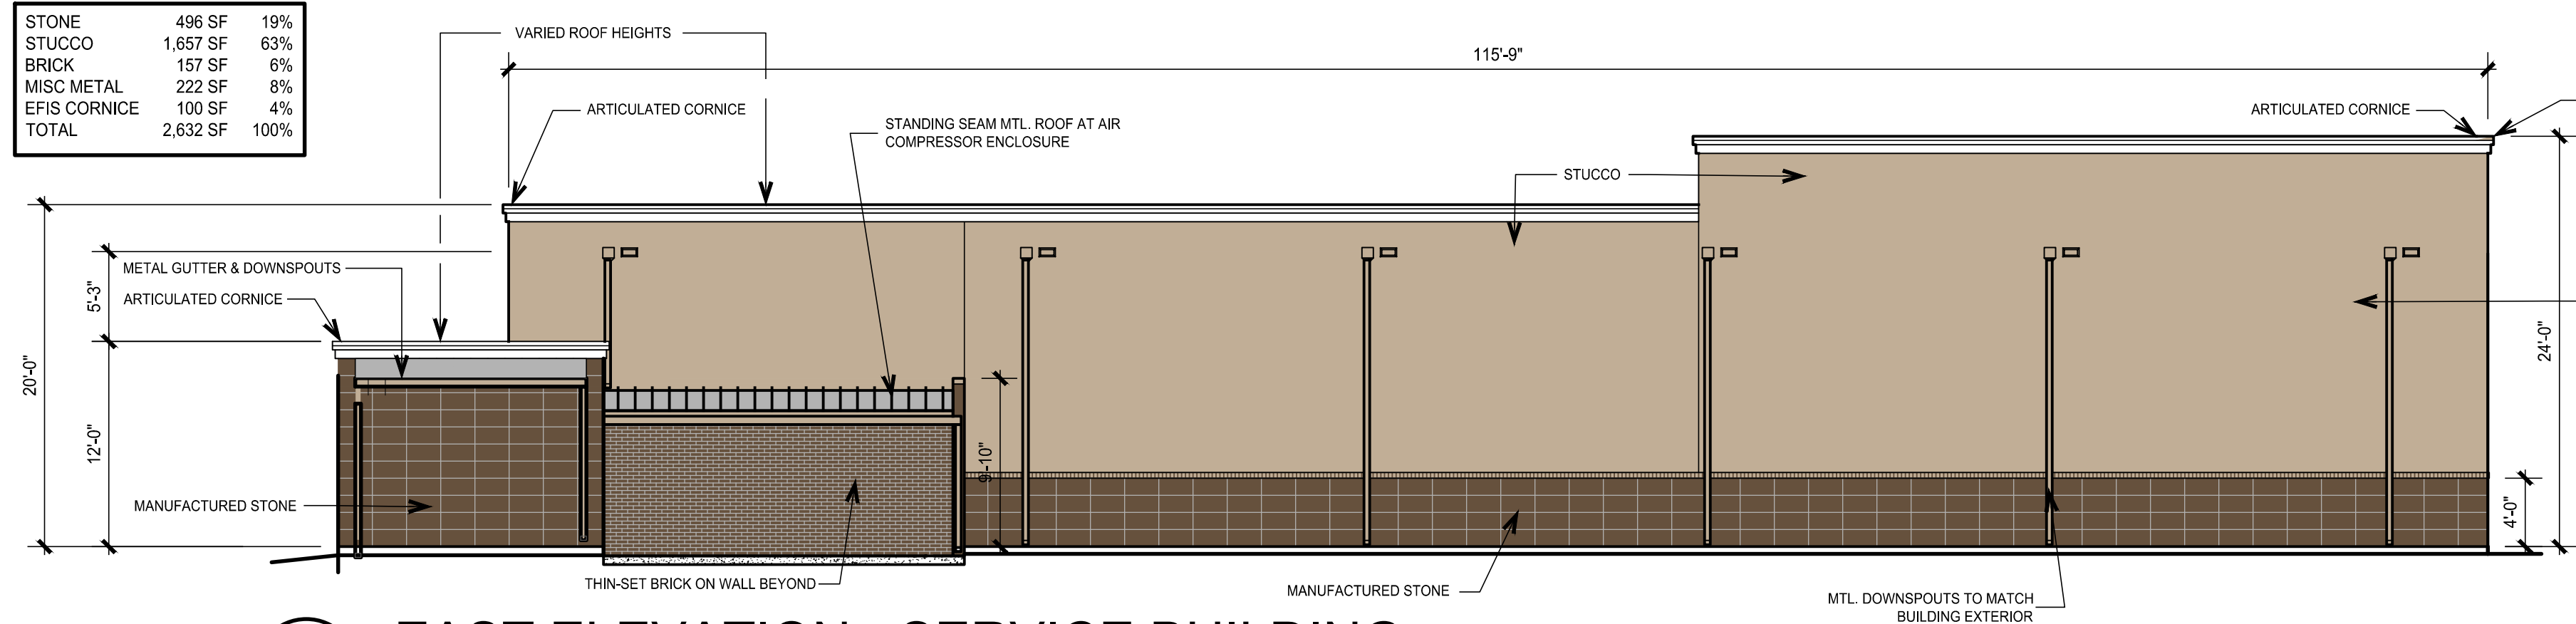 STONE 496 SF 19%
STUCCO 1,657 SF 63%
BRICK 157 SF 6%
MISC METAL 222 SF 8%
EFIS CORNICE 100 SF 4%
TOTAL 2,632 SF 100%
VARIED ROOF HEIGHTS
115'-9"
ARTICULATED CORNICE
ARTICULATED CORNICE
STANDING SEAM MTL. ROOF AT AIR
COMPRESSOR ENCLOSURE
STUCCO
METAL GUTTER & DOWNSPOUTS
ARTICULATED CORNICE
5'-3"
20'-0"
12'-0"
9'-10"
24'-0"
4'-0"
MANUFACTURED STONE
THIN-SET BRICK ON WALL BEYOND
MANUFACTURED STONE
MTL. DOWNSPOUTS TO MATCH
BUILDING EXTERIOR
EAST ELEVATION - SERVICE BUILDING